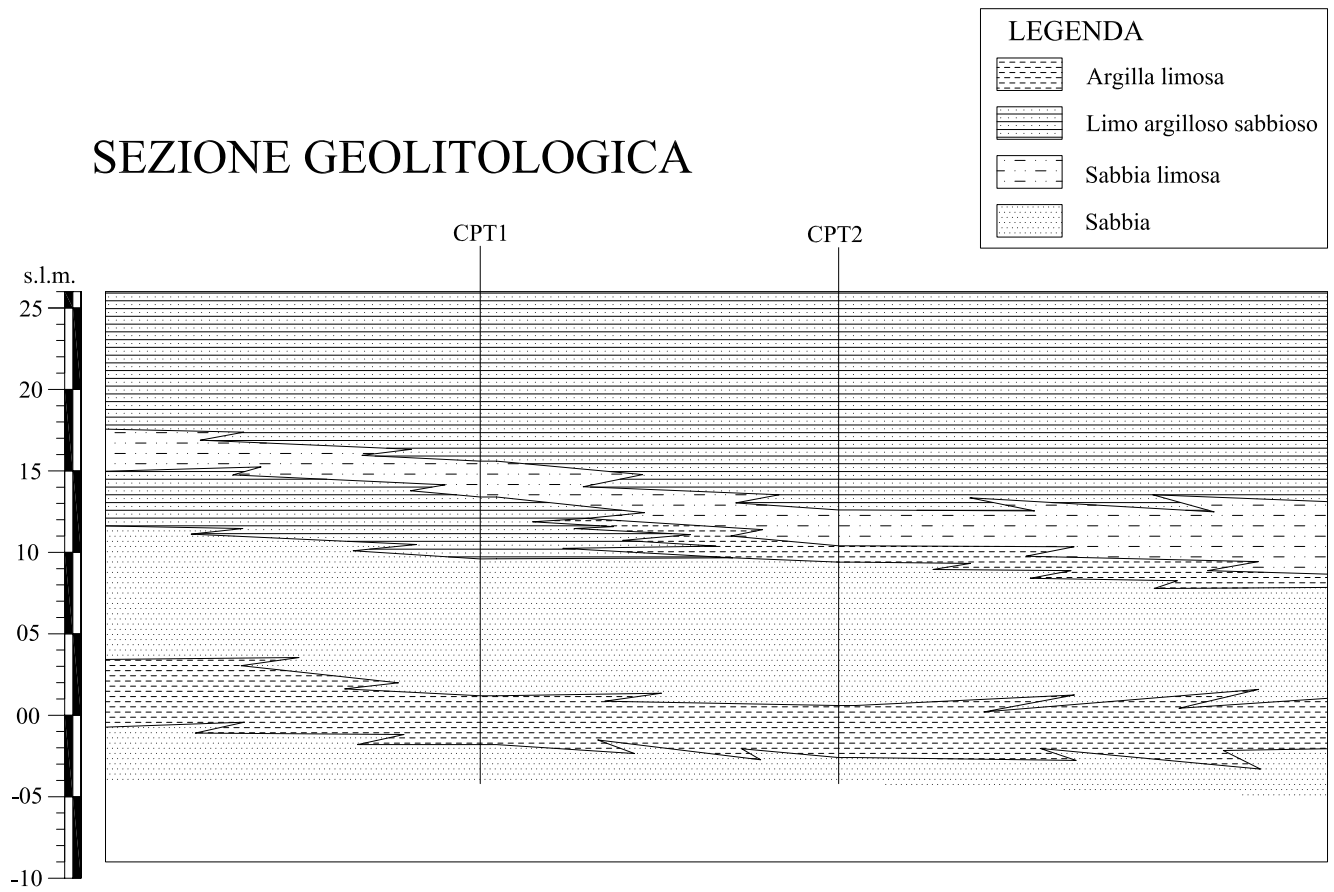 LEGENDA
Argilla limosa
Limo argilloso sabbioso
Sabbia limosa
Sabbia
SEZIONE GEOLITOLOGICA
CPT1
CPT2
s.l.m.
25
20
15
10
05
00
-05
-10